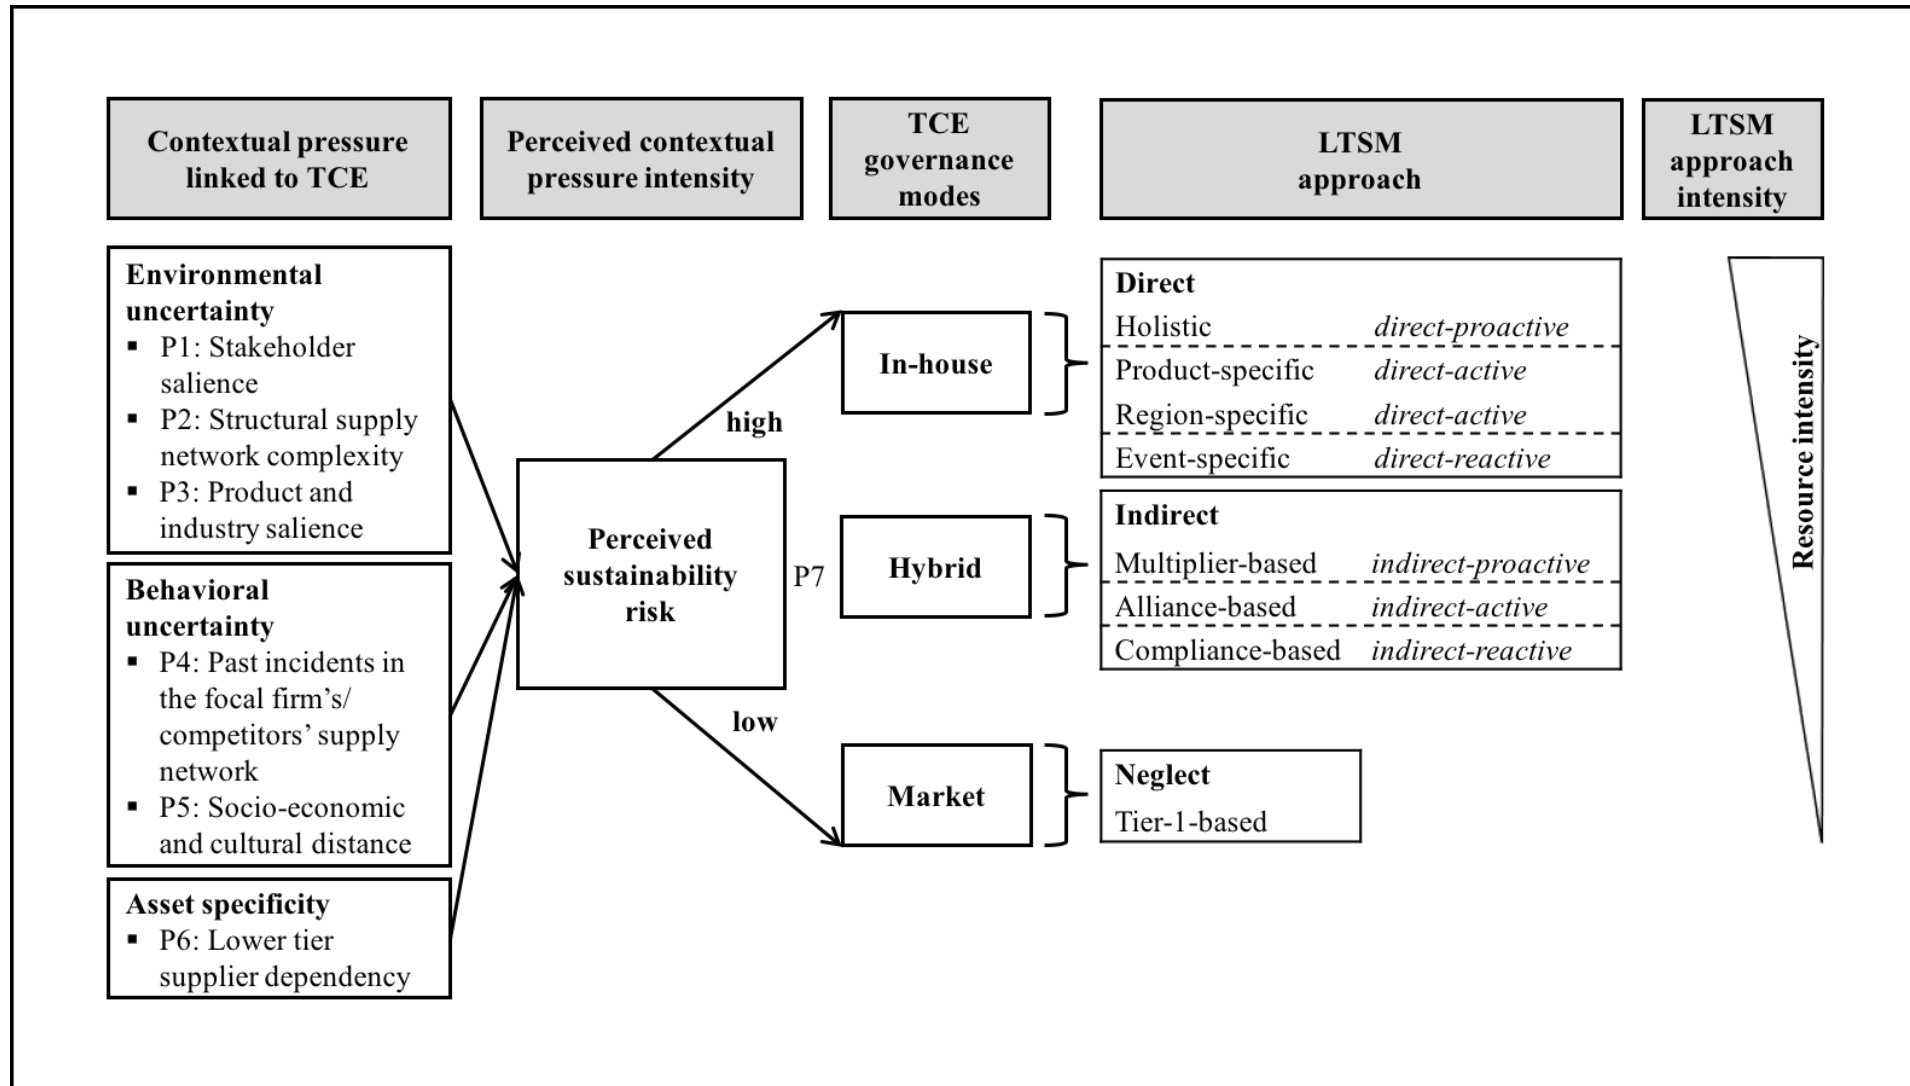 Contextual pressure
linked to TCE
Perceived contextual
pressure intensity
TCE
governance
modes
LTSM
approach
LTSM
approach
intensity
Environmental
uncertainty
▪ P1: Stakeholder
salience
▪ P2: Structural supply
network complexity
▪ P3: Product and
industry salience
Behavioral
uncertainty
▪ P4: Past incidents in
the focal firm’s/
competitors’ supply
network
▪ P5: Socio-economic
and cultural distance
Asset specificity
▪ P6: Lower tier
supplier dependency
Perceived
sustainability
risk
high
low
P7
In-house
Hybrid
Market
Direct
Holistic direct-proactive
Product-specific direct-active
Region-specific direct-active
Event-specific direct-reactive
Indirect
Multiplier-based indirect-proactive
Alliance-based indirect-active
Compliance-based indirect-reactive
Neglect
Tier-1-based
Resource intensity